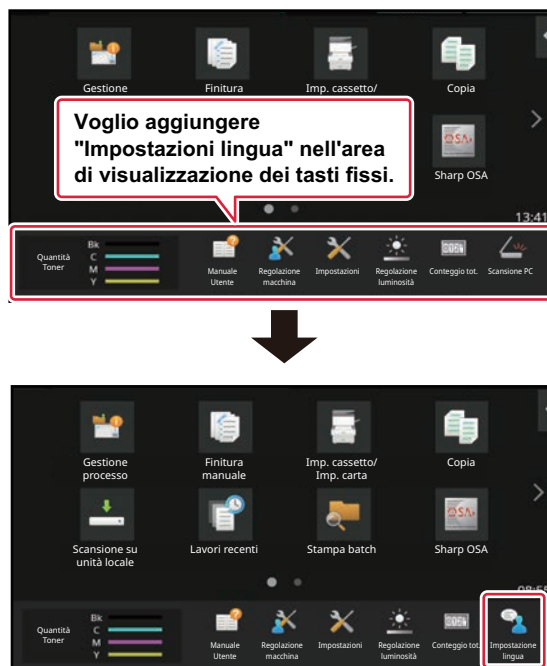 Gestione
Finitura
Imp. cassetto/
Copia
Voglio aggiungere
"Impostazioni lingua" nell'area
di visualizzazione dei tasti fissi.
OSA
Sharp OSA
13:41
Quantità
Toner
Bk
C
M
Y
Manuale
Utente
Regolazione
macchina
Impostazioni
Regolazione
luminosità
Conteggio tot.
Scansione PC
Gestione
processo
Finitura
manuale
Imp. cassetto/
Imp. carta
Copia
Scansione su
unità locale
Lavori recenti
Stampa batch
OSA
Sharp OSA
Quantità
Toner
Bk
C
M
Y
Manuale
Utente
Regolazione
macchina
Impostazioni
Regolazione
luminosità
Conteggio tot
Impostazione
lingua